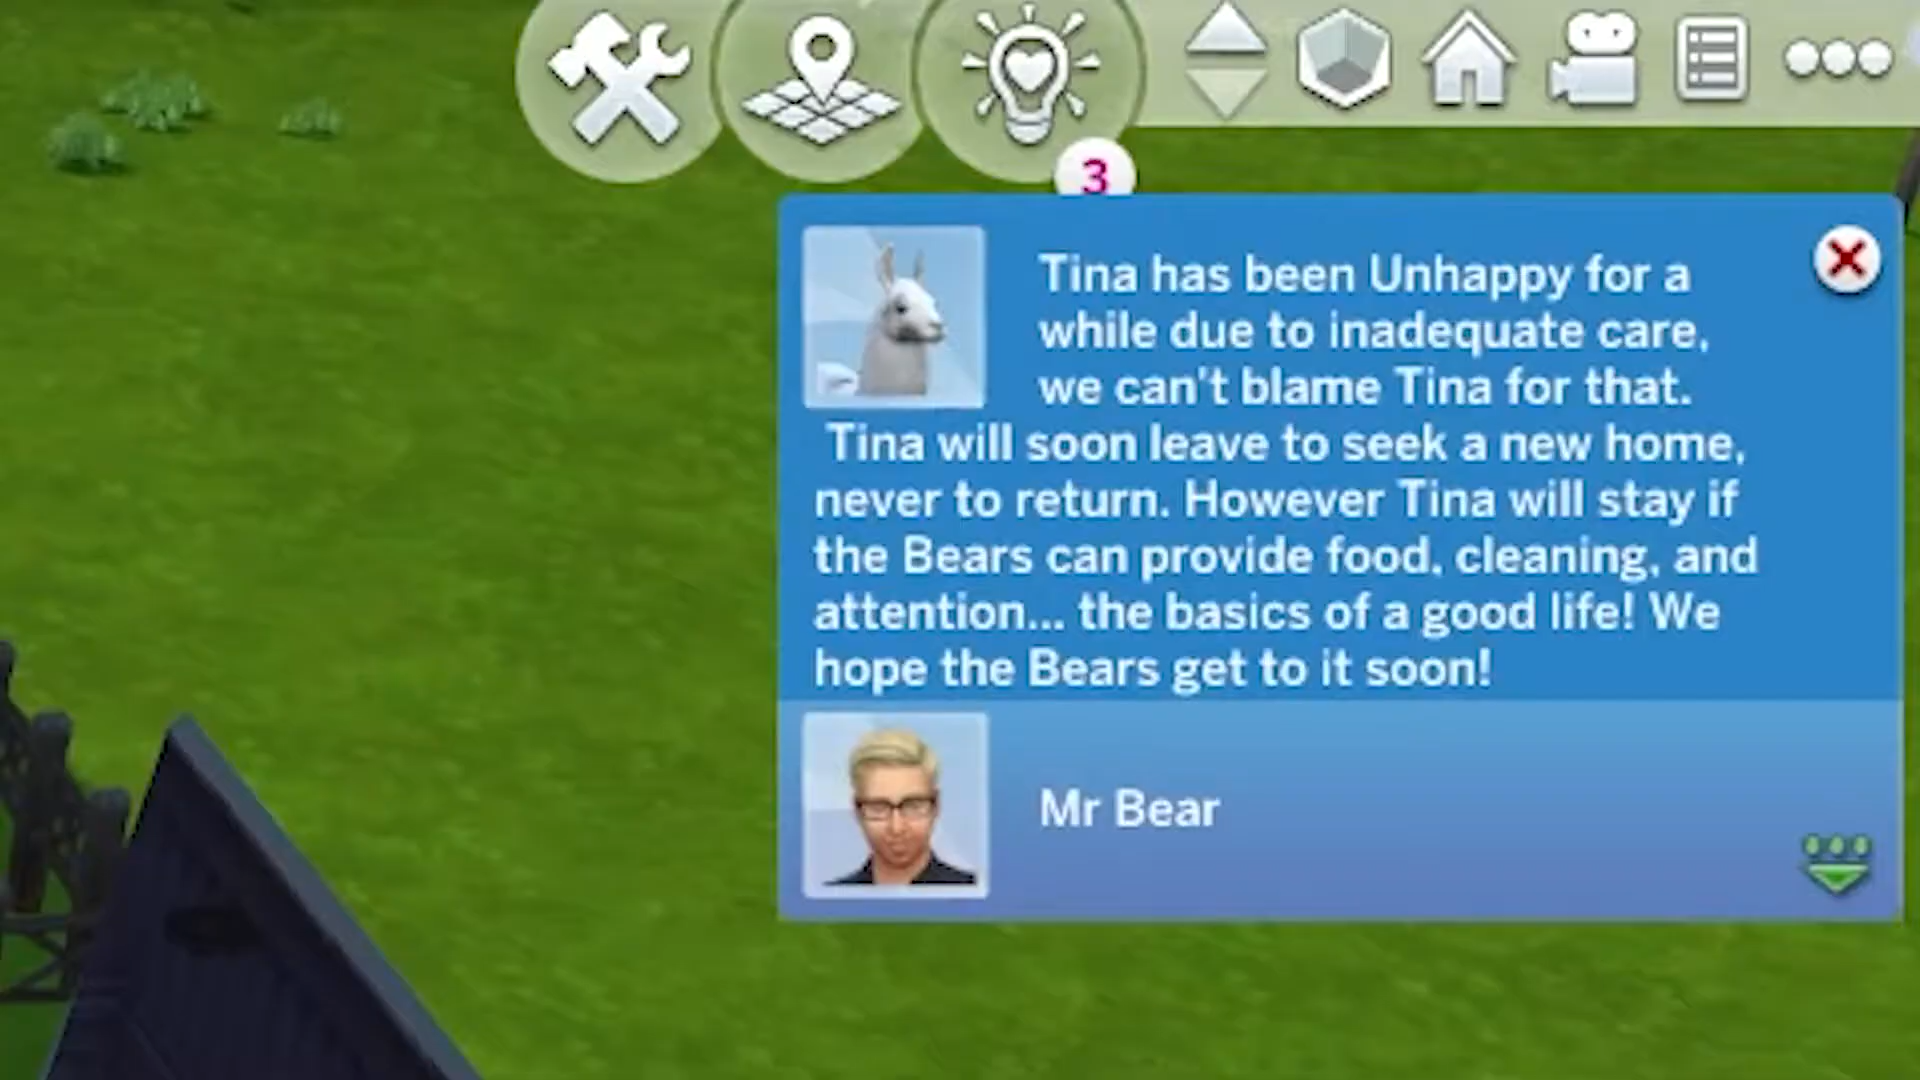 3
Tina has been Unhappy for a
while due to inadequate care,
we can't blame Tina for that.
Tina will soon leave to seek a new home,
never to return. However Tina will stay if
the Bears can provide food, cleaning, and
attention... the basics of a good life! We
hope the Bears get to it soon!
Mr Bear